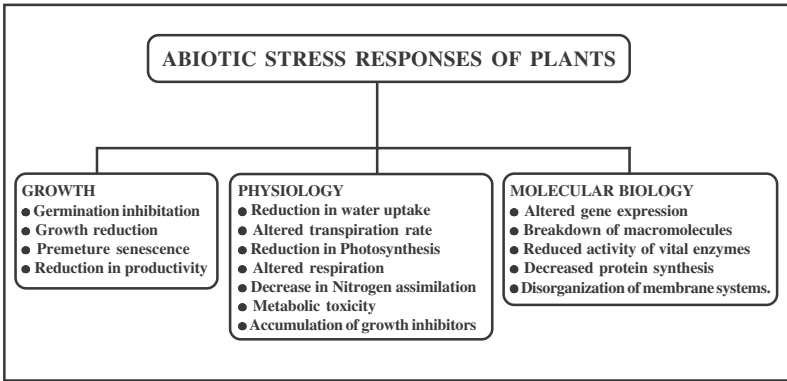 ABIOTIC STRESS RESPONSES OF PLANTS
GROWTH
● Germination inhibitation
● Growth reduction
● Premeture senescence
● Reduction in productivity
PHYSIOLOGY
● Reduction in water uptake
● Altered transpiration rate
● Reduction in Photosynthesis
● Altered respiration
● Decrease in Nitrogen assimilation
● Metabolic toxicity
● Accumulation of growth inhibitors
MOLECULAR BIOLOGY
● Altered gene expression
● Breakdown of macromolecules
● Reduced activity of vital enzymes
● Decreased protein synthesis
● Disorganization of membrane systems.